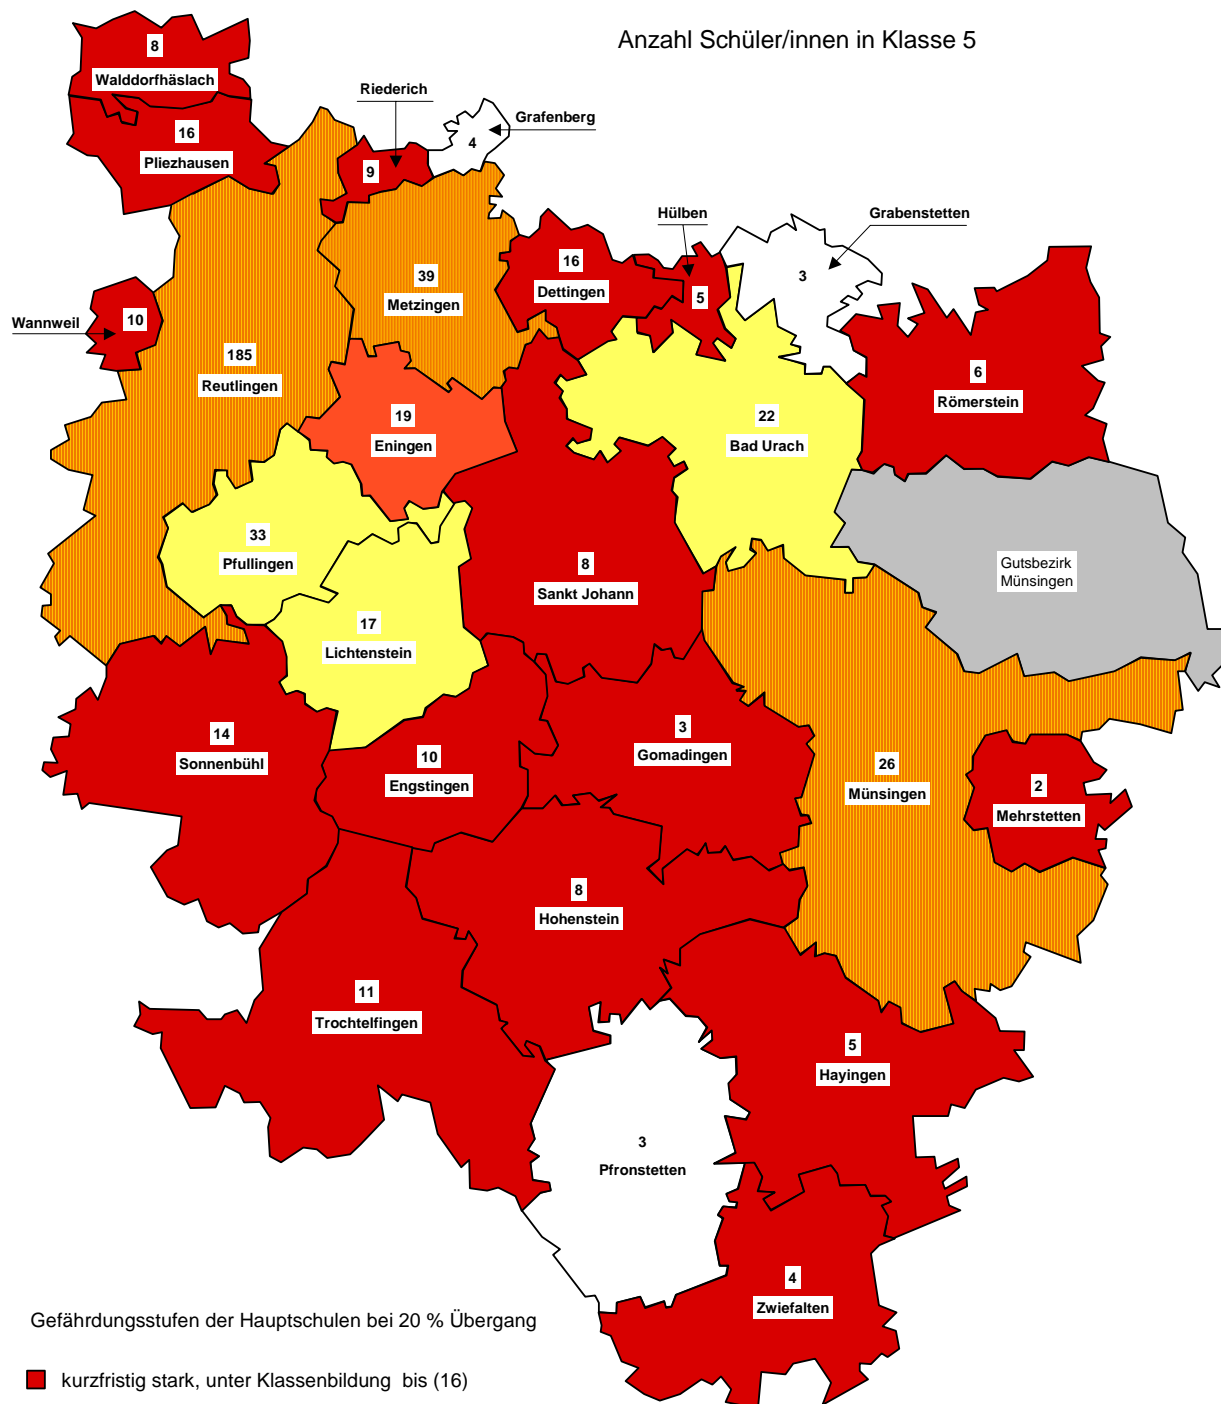 Anzahl Schüler/innen in Klasse 5
8
Walddorfhäslach
Riederich
Grafenberg
16
Pliezhausen
4
9
Hülben
Grabenstetten
39
Metzingen
16
Dettingen
3
5
Wannweil
10
185
Reutlingen
6
Römerstein
19
Eningen
22
Bad Urach
33
Pfullingen
8
Sankt Johann
Gutsbezirk
Münsingen
17
Lichtenstein
14
Sonnenbühl
10
Engstingen
3
Gomadingen
26
Münsingen
2
Mehrstetten
8
Hohenstein
11
Trochtelfingen
5
Hayingen
3
Pfronstetten
4
Zwiefalten
Gefährdungsstufen der Hauptschulen bei 20 % Übergang
kurzfristig stark, unter Klassenbildung bis (16)